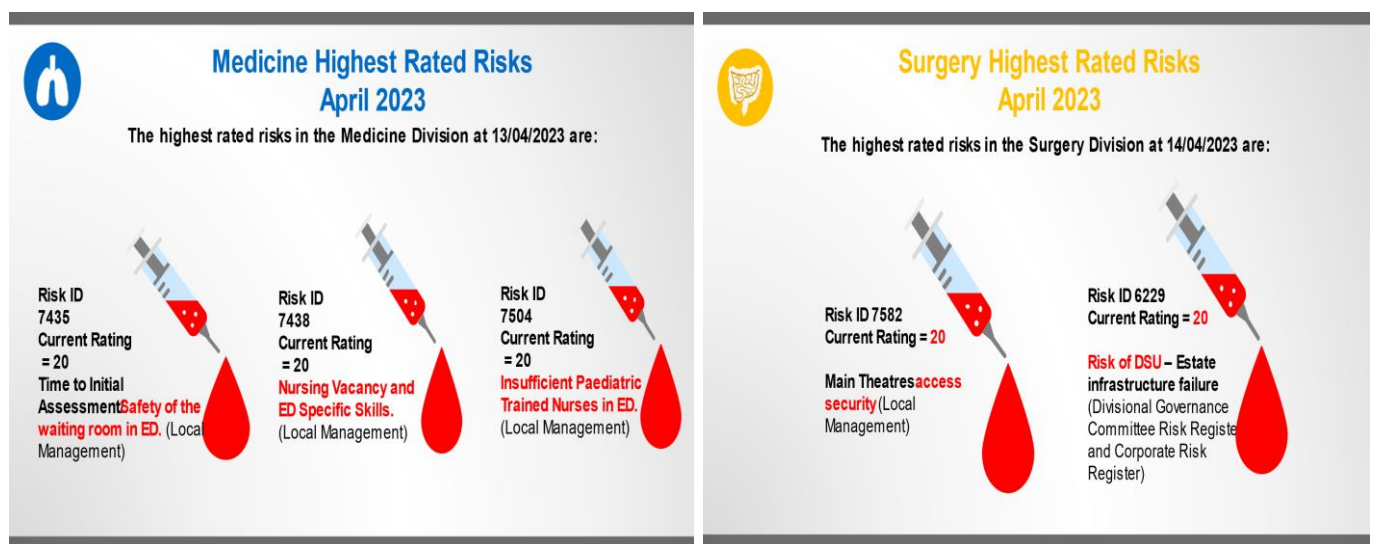 Medicine Highest Rated Risks
April 2023
The highest rated risks in the Medicine Division at 13/04/2023 are:
Risk ID
7435
Current Rating
= 20
Time to Initial
AssessmentSafety of the
waiting room in ED. (Local
Management)
Risk ID
7438
Current Rating
= 20
Nursing Vacancy and
ED Specific Skills.
(Local Management)
Risk ID
7504
Current Rating
= 20
Insufficient Paediatric
Trained Nurses in ED.
(Local Management)
Surgery Highest Rated Risks
April 2023
The highest rated risks in the Surgery Division at 14/04/2023 are:
Risk ID 7582
Current Rating = 20
Main Theatres access
security (Local
Management)
Risk ID 6229
Current Rating = 20
Risk of DSU – Estate
infrastructure failure
(Divisional Governance
Committee Risk Registe
and Corporate Risk
Register)